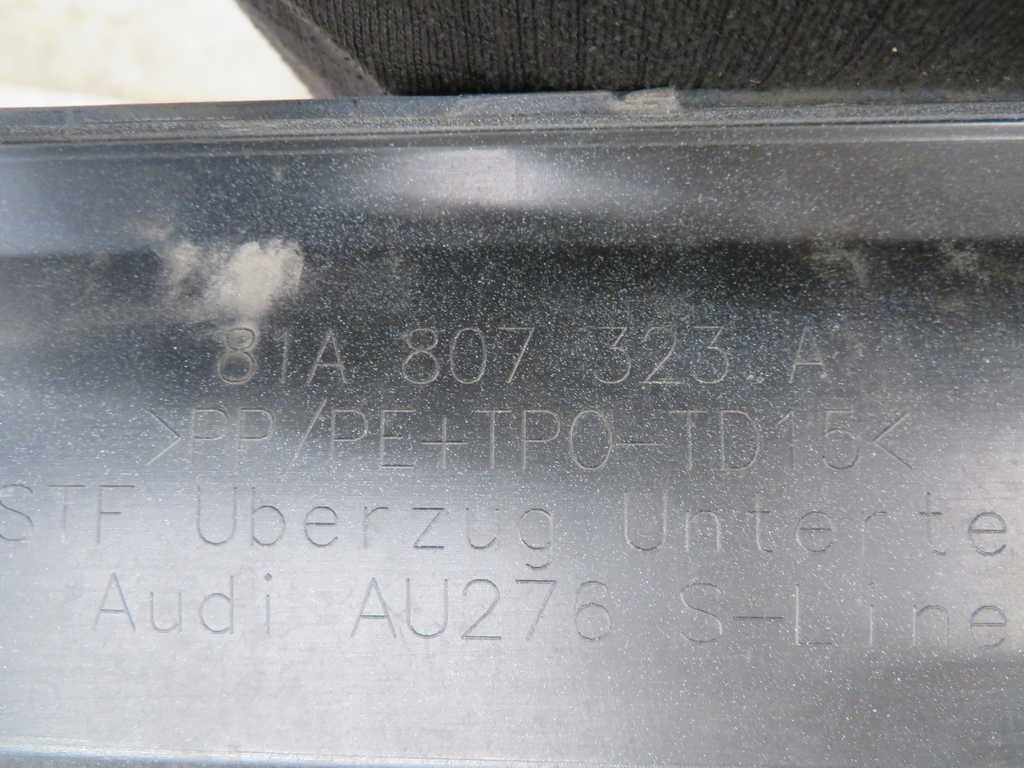 81A 807 323 A
>PP/PE+TPO-TD15<
STF Uberzug Unterte
Audi AU276 S-Line